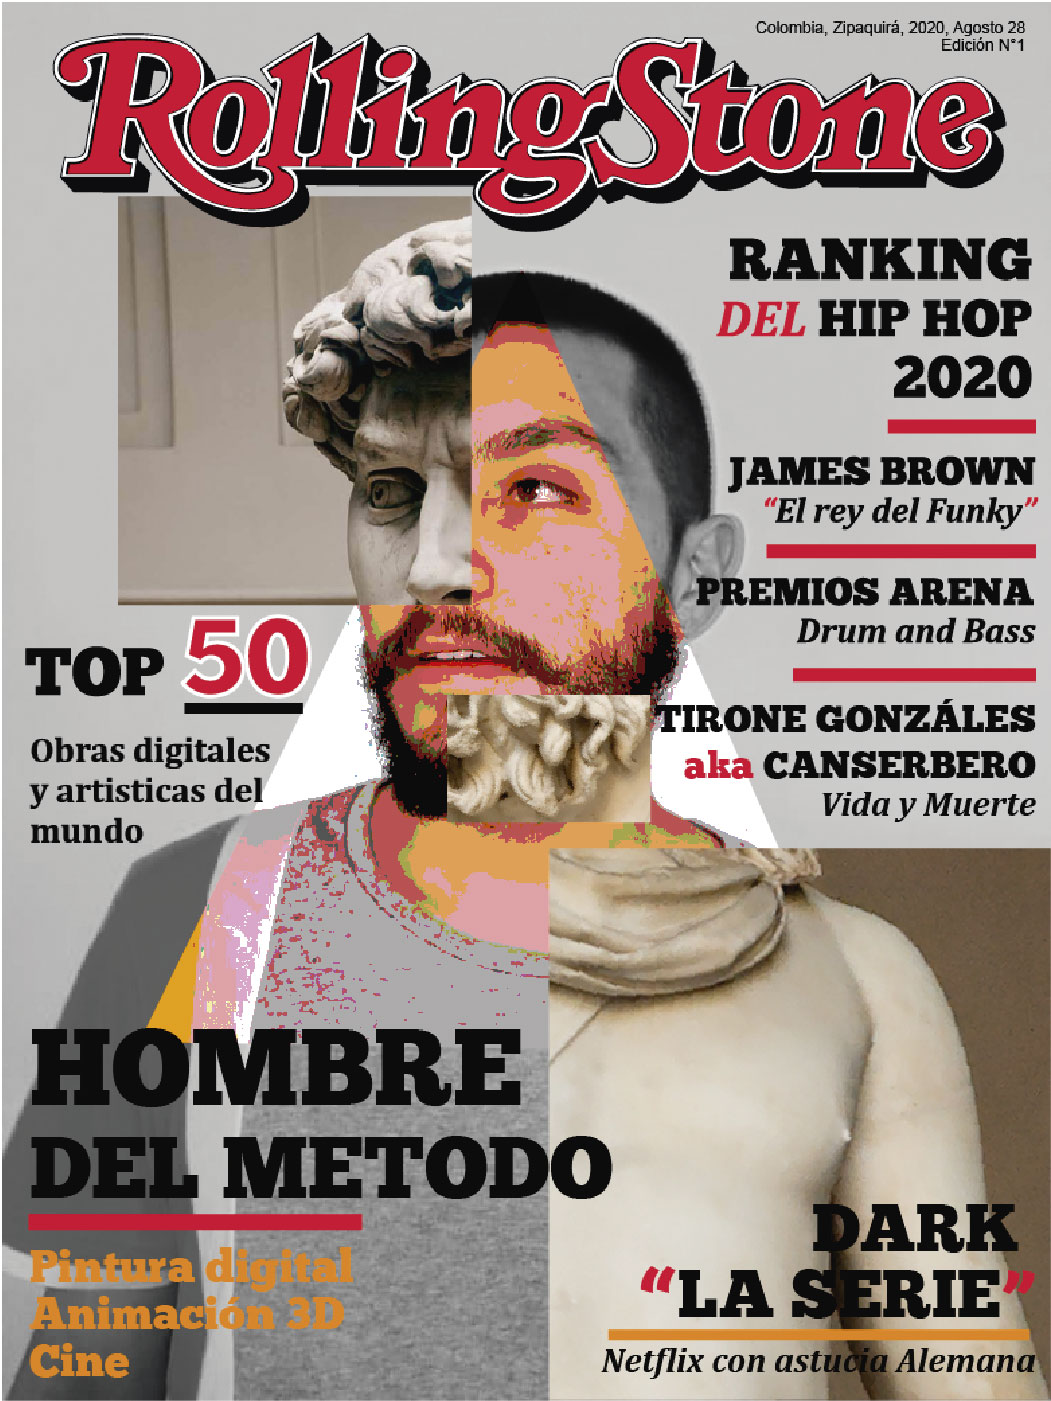 Colombia, Zipaquirá, 2020, Agosto 28
Edición N°1
RollingStone
RANKING
DEL HIP HOP
2020
JAMES BROWN
“El rey del Funky”
PREMIOS ARENA
Drum and Bass
TIRONE GONZÁLES
aka CANSERBERO
Vida y Muerte
TOP 50
Obras digitales
y artisticas del
mundo
HOMBRE
DEL METODO
Pintura digital
Animación 3D
Cine
DARK
“LA SERIE”
Netflix con astucia Alemana